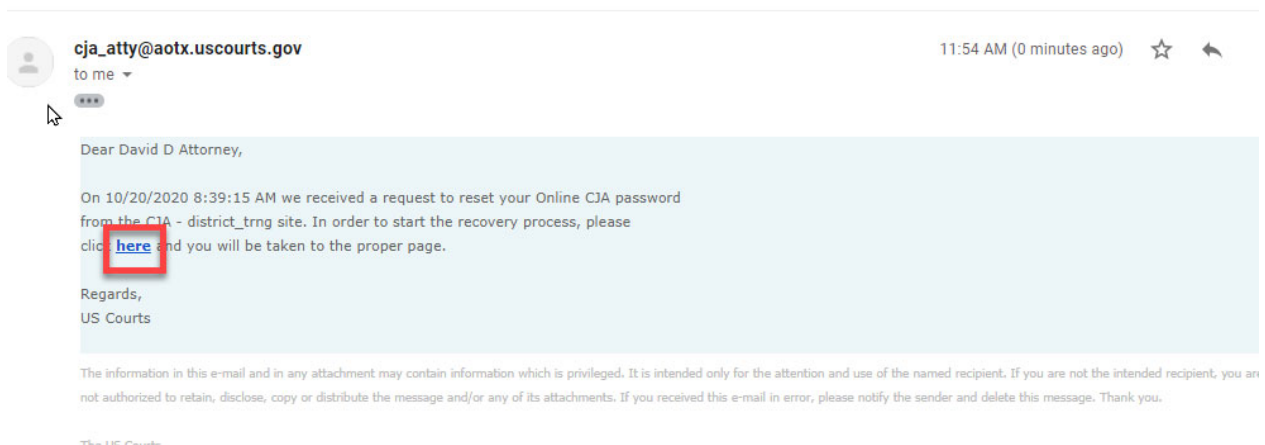 cja_atty@aotx.uscourts.gov
11:54 AM (0 minutes ago)
to me
Dear David D Attorney,
On 10/20/2020 8:39:15 AM we received a request to reset your Online CJA password
from the CJA - district_trng site. In order to start the recovery process, please
click here and you will be taken to the proper page.
Regards,
US Courts
The information in this e-mail and in any attachment may contain information which is privileged. It is intended only for the attention and use of the named recipient. If you are not the intended recipient, you are
not authorized to retain, disclose, copy or distribute the message and/or any of its attachments. If you received this e-mail in error, please notify the sender and delete this message. Thank you.
The US Courts